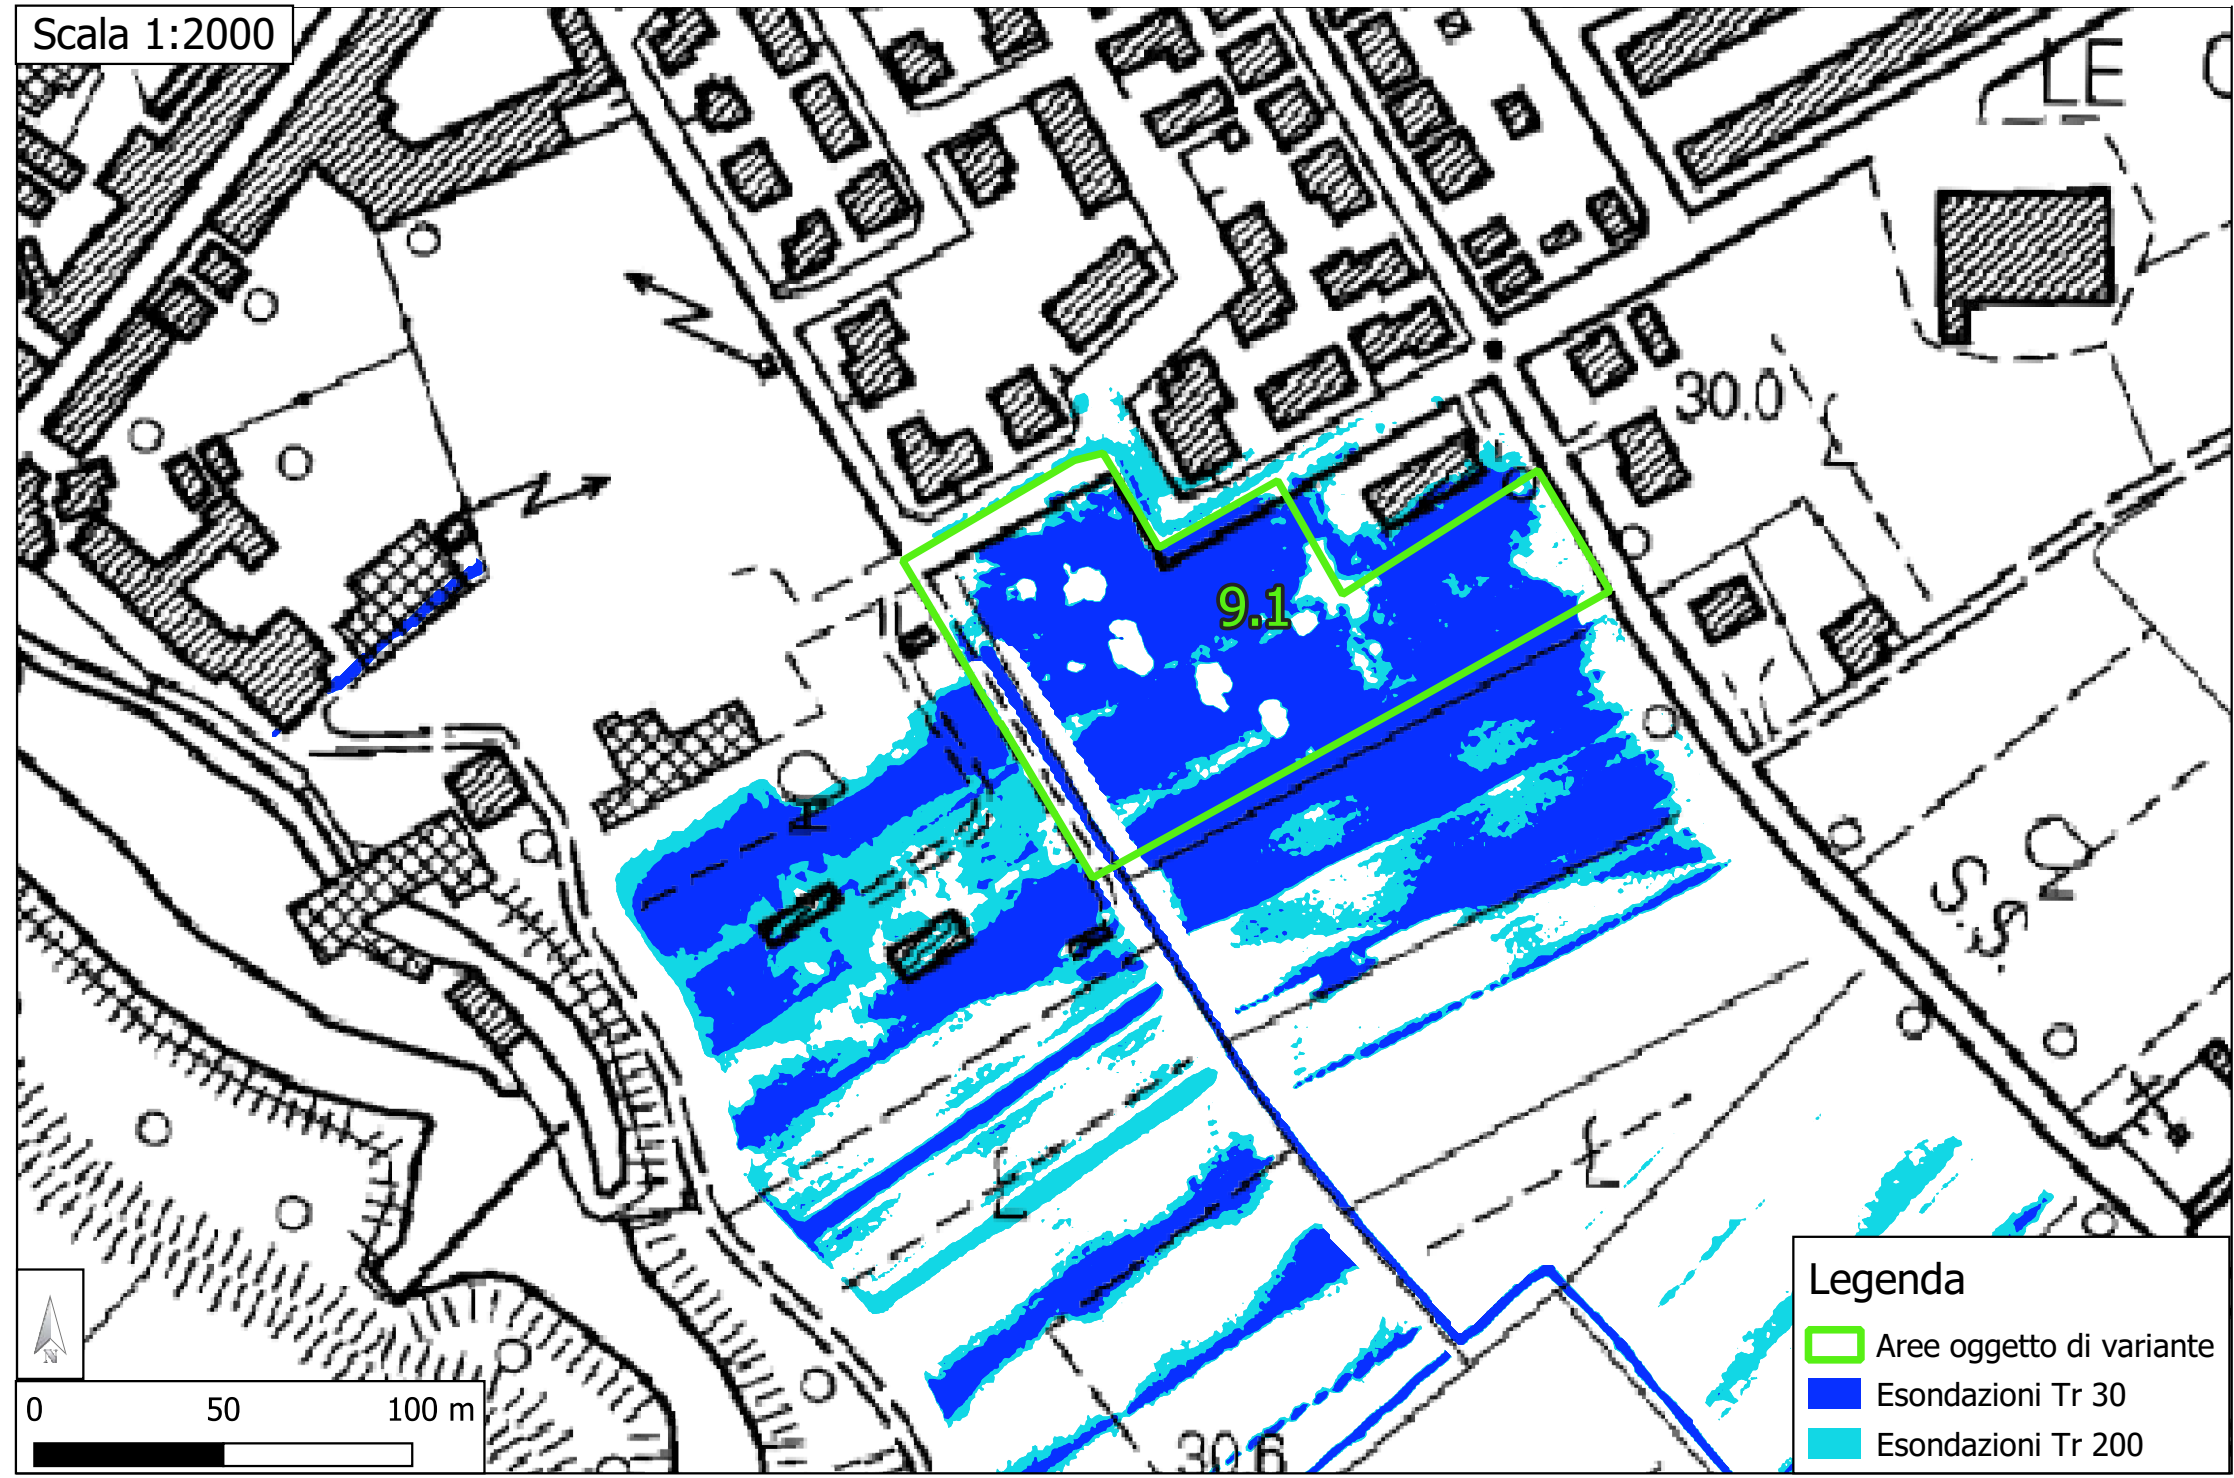 Scala 1:2000
LE
30.0
9.1
S.S.
N
0 50 100 m
30.6
Legenda
Aree oggetto di variante
Esondazioni Tr 30
Esondazioni Tr 200